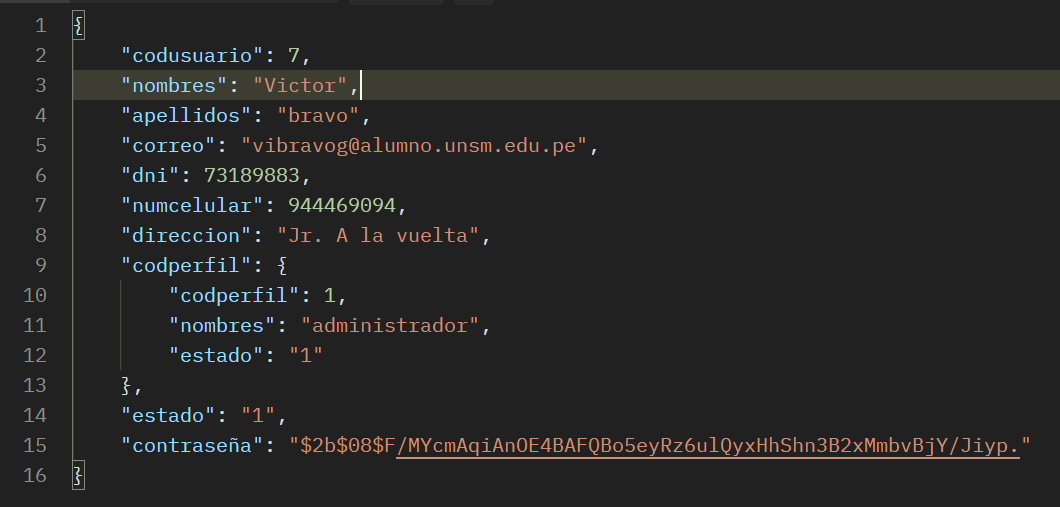 1 {
2 "codusuario": 7,
3 "nombres": "Victor",
4 "apellidos": "bravo",
5 "correo": "vibravog@alumno.unsm.edu.pe",
6 "dni": 73189883,
7 "numcelular": 944469094,
8 "direccion": "Jr. A la vuelta",
9 "codperfil": {
10 "codperfil": 1,
11 "nombres": "administrador",
12 "estado": "1"
13 },
14 "estado": "1",
15 "contraseña": "$2b$08$F/MYcmAqiAnOE4BAFQBo5eyRz6ulQyxHhShn3B2xMmbvBjY/Jiyp."
16 }